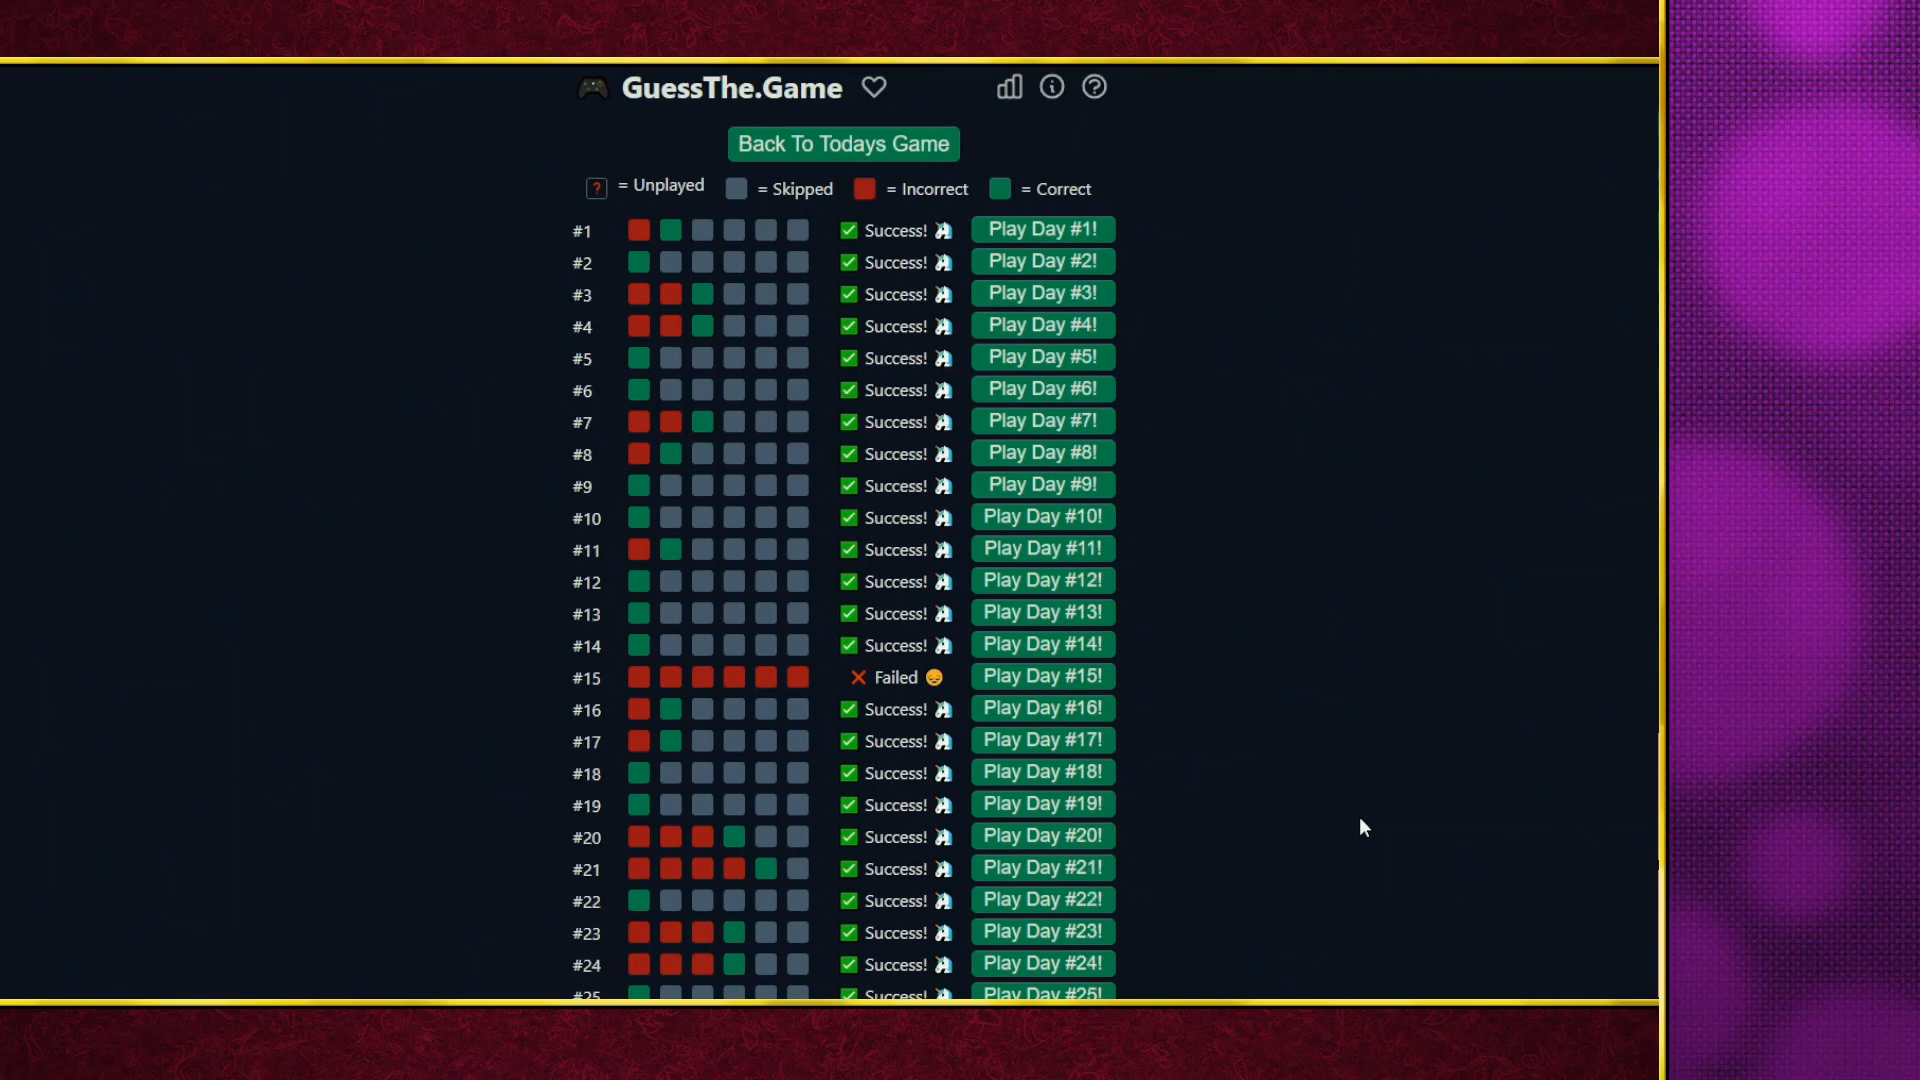 GuessThe.Game
Back To Todays Game
? = Unplayed = Skipped = Incorrect = Correct
#1 Success! Play Day #1!
#2 Success! Play Day #2!
#3 Success! Play Day #3!
#4 Success! Play Day #4!
#5 Success! Play Day #5!
#6 Success! Play Day #6!
#7 Success! Play Day #7!
#8 Success! Play Day #8!
#9 Success! Play Day #9!
#10 Success! Play Day #10!
#11 Success! Play Day #11!
#12 Success! Play Day #12!
#13 Success! Play Day #13!
#14 Success! Play Day #14!
#15 Failed Play Day #15!
#16 Success! Play Day #16!
#17 Success! Play Day #17!
#18 Success! Play Day #18!
#19 Success! Play Day #19!
#20 Success! Play Day #20!
#21 Success! Play Day #21!
#22 Success! Play Day #22!
#23 Success! Play Day #23!
#24 Success! Play Day #24!
#25 Success! Play Day #25!